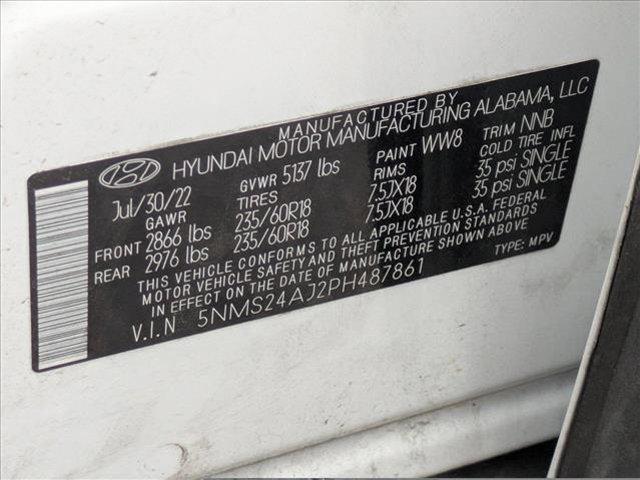 MANUFACTURED BY
HYUNDAI MOTOR MANUFACTURING ALABAMA, LLC
Jul/30/22 GVWR 5137 lbs PAINT WW8 TRIM NNB
GAWR TIRES RIMS COLD TIRE INFL
FRONT 2866 lbs 235/60R18 7.5JX18 35 psi SINGLE
REAR 2976 lbs 235/60R18 7.5JX18 35 psi SINGLE
THIS VEHICLE CONFORMS TO ALL APPLICABLE U.S.A. FEDERAL
MOTOR VEHICLE SAFETY AND THEFT PREVENTION STANDARDS
IN EFFECT ON THE DATE OF MANUFACTURE SHOWN ABOVE
V.I.N 5NMS24AJ2PH487861 TYPE: MPV